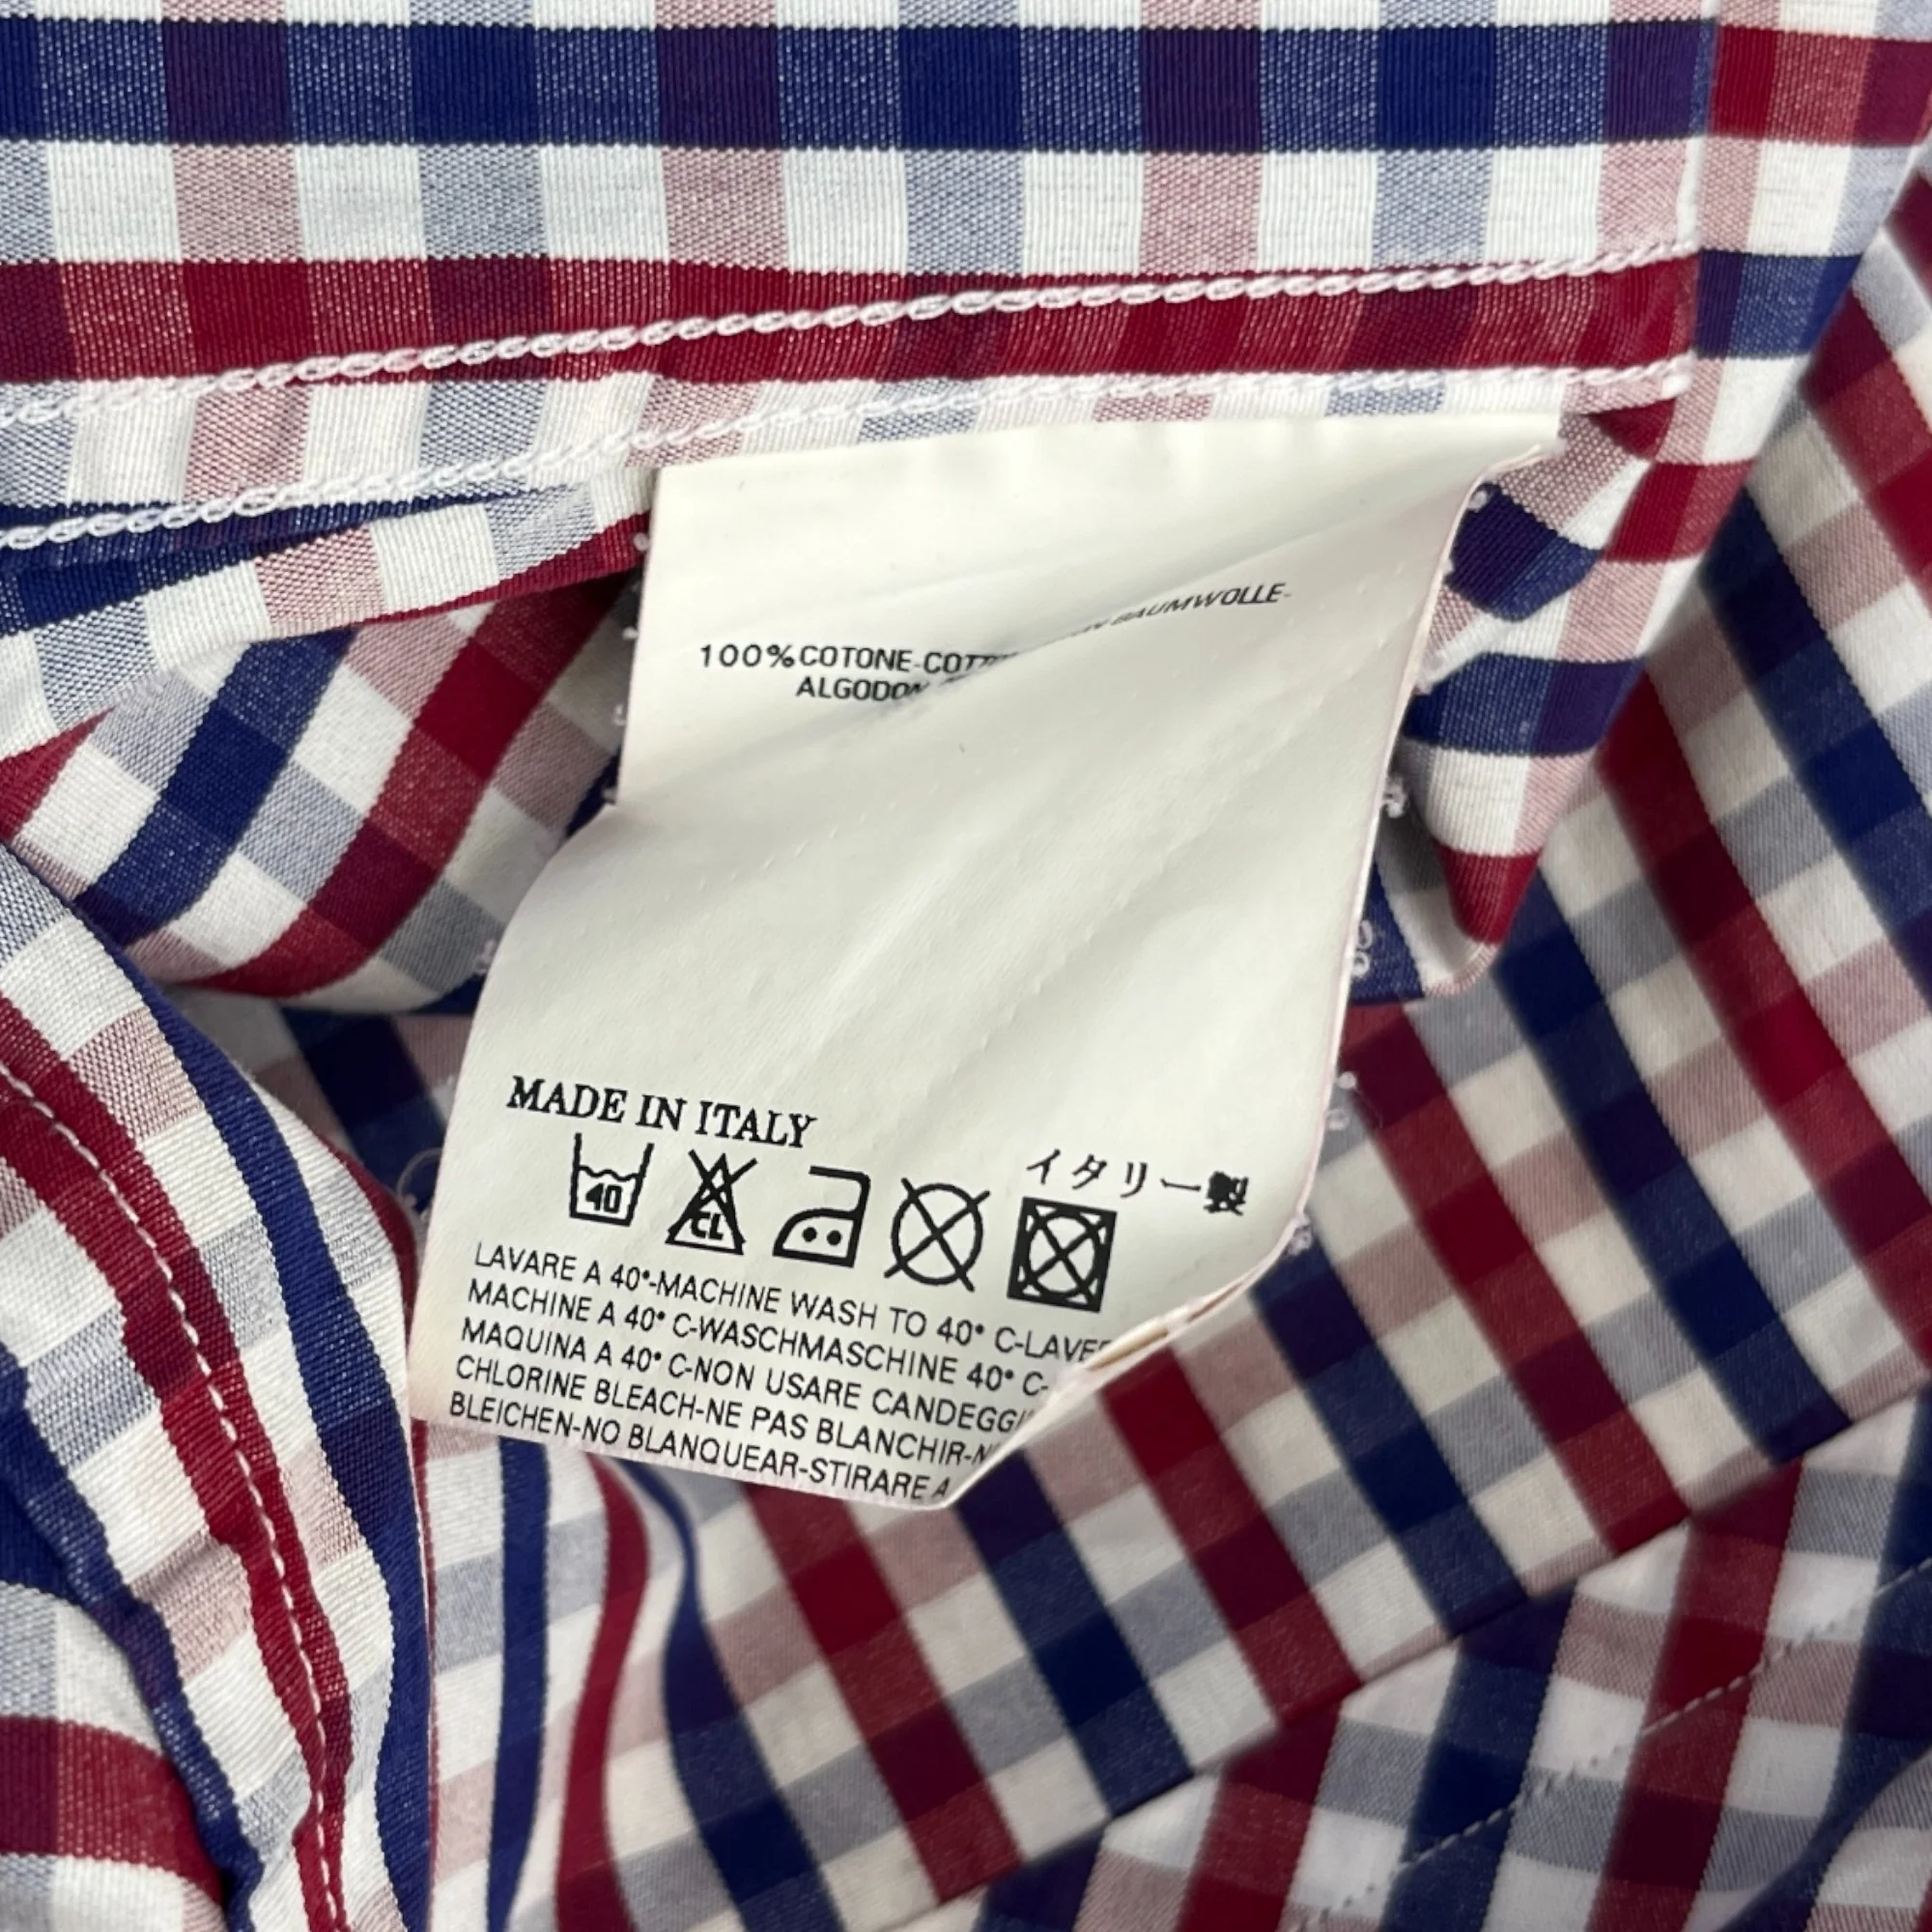 100% COTONE-COTTON BAUMWOLLE-
ALGODON
MADE IN ITALY
イタリー製
40
CL
LAVARE A 40°-MACHINE WASH TO 40° C-LAVER
MACHINE A 40° C-WASCHMASCHINE 40° C-
MAQUINA A 40° C-NON USARE CANDEGGI
CHLORINE BLEACH-NE PAS BLANCHIR-N
BLEICHEN-NO BLANQUEAR-STIRARE A